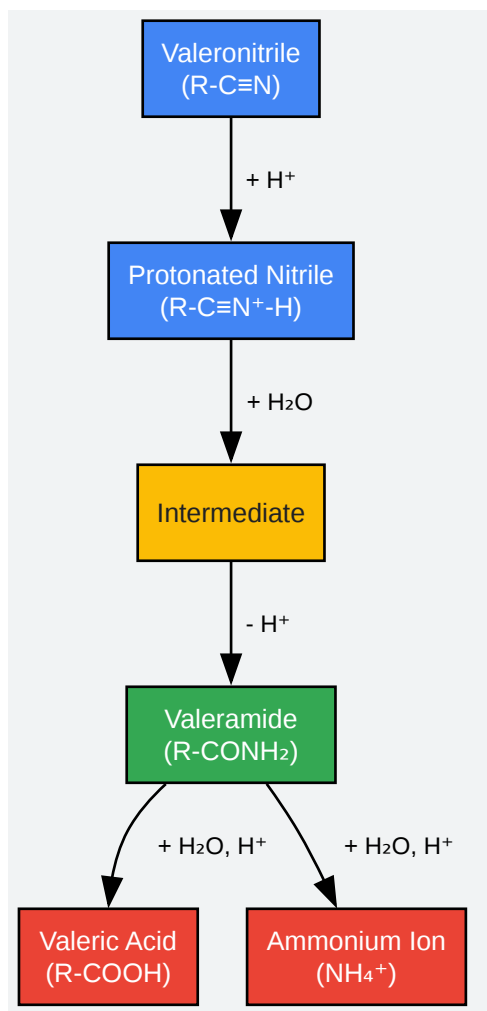 Valeronitrile
(R-C≡N)
+ H⁺
Protonated Nitrile
(R-C≡N⁺-H)
+ H₂O
Intermediate
- H⁺
Valeramide
(R-CONH₂)
+ H₂O, H⁺
+ H₂O, H⁺
Valeric Acid
(R-COOH)
Ammonium Ion
(NH₄⁺)